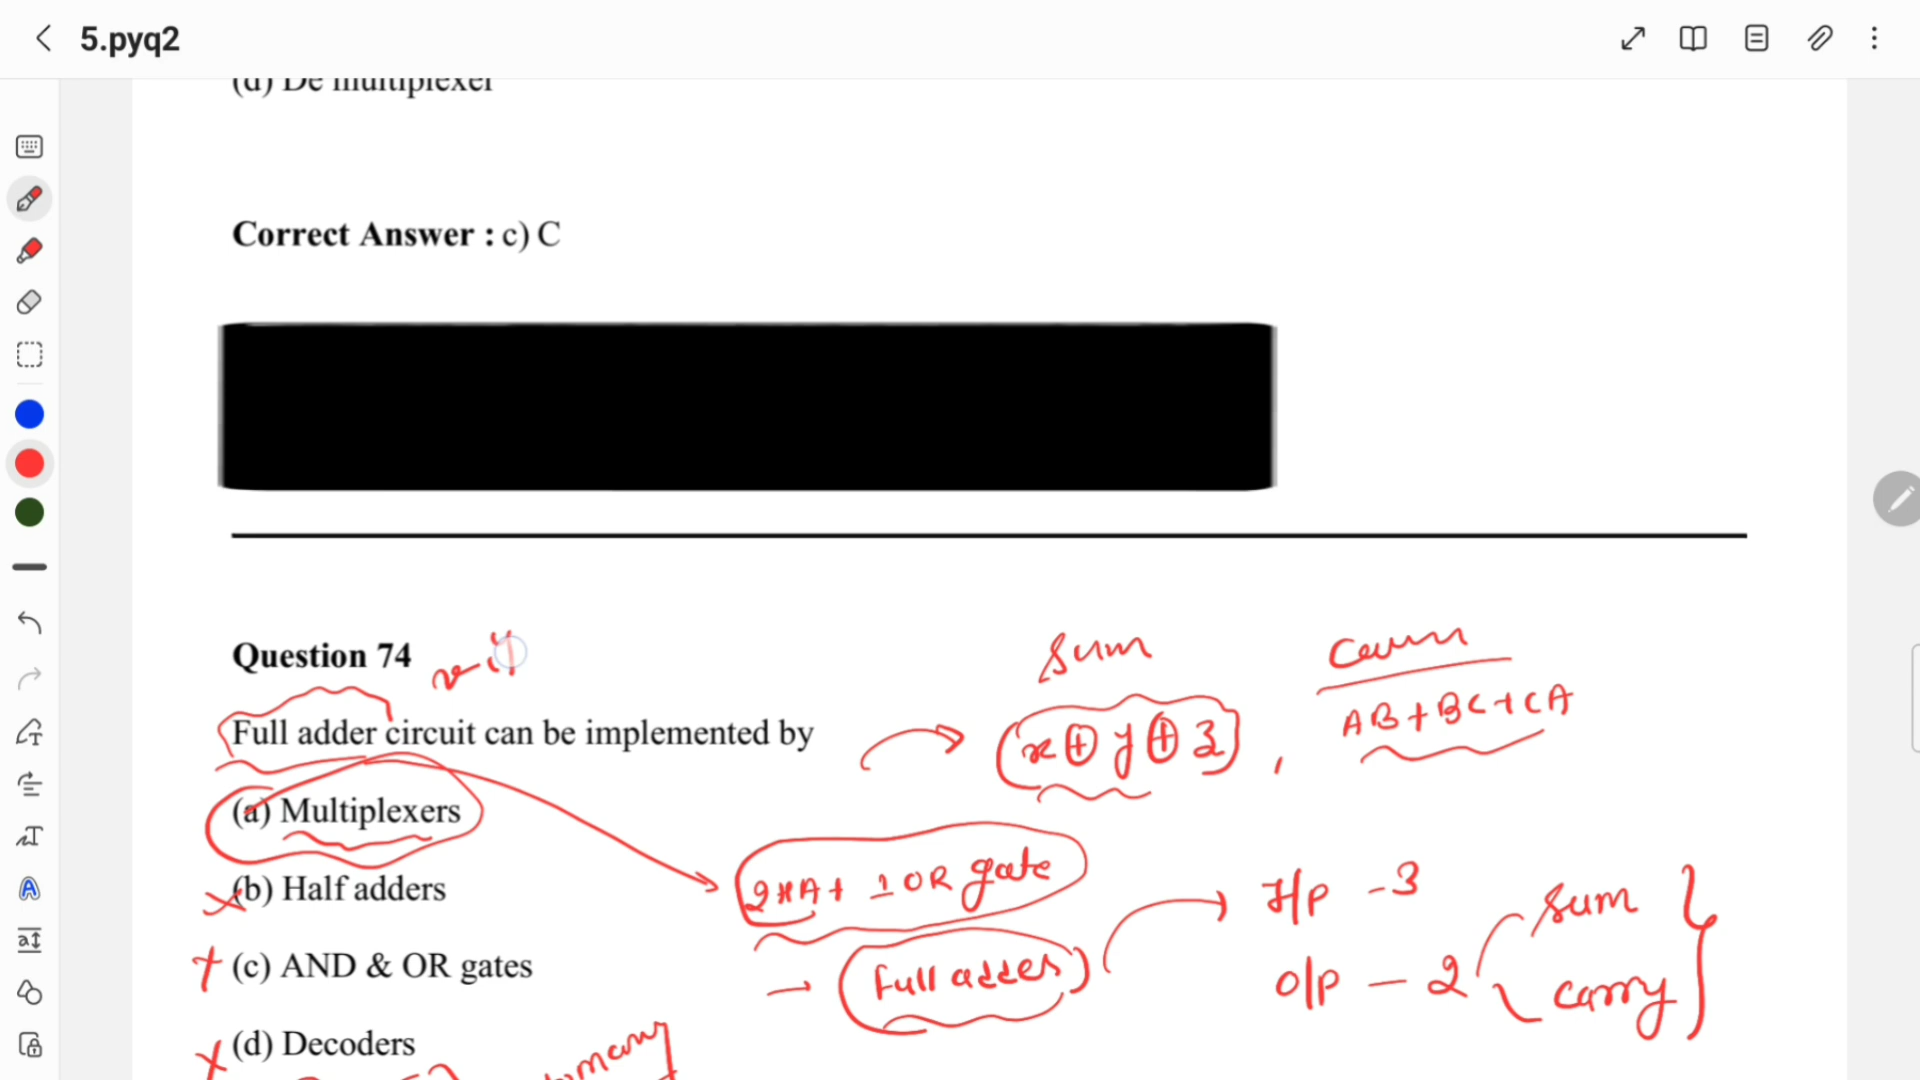 5.pyq2
(d) De multiplexer
Correct Answer : c) C
Question 74
Full adder circuit can be implemented by
(a) Multiplexers
(b) Half adders
(c) AND & OR gates
(d) Decoders
Sum
x ⊕ y ⊕ z ,
AB + BC + CA
2HA + 1 OR gate
→ Full adder
I/p - 3
o/p - 2
Sum
carry
many